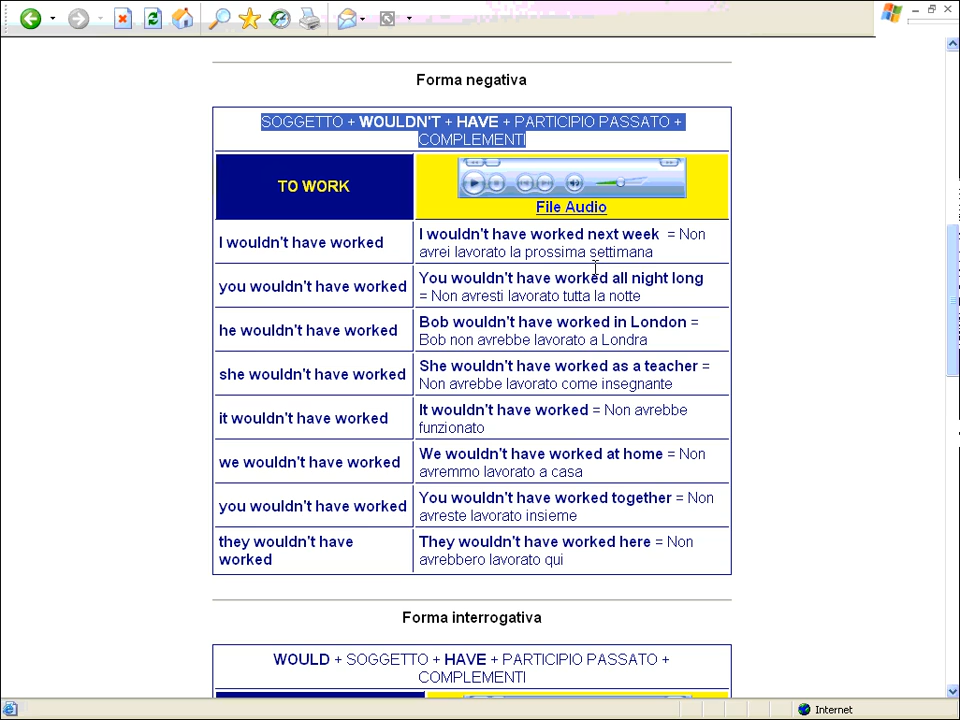 Forma negativa
SOGGETTO + WOULDN'T + HAVE + PARTICIPIO PASSATO +
COMPLEMENTI
TO WORK
File Audio
I wouldn't have worked
I wouldn't have worked next week = Non
avrei lavorato la prossima settimana
you wouldn't have worked
You wouldn't have worked all night long
= Non avresti lavorato tutta la notte
he wouldn't have worked
Bob wouldn't have worked in London =
Bob non avrebbe lavorato a Londra
she wouldn't have worked
She wouldn't have worked as a teacher =
Non avrebbe lavorato come insegnante
it wouldn't have worked
It wouldn't have worked = Non avrebbe
funzionato
we wouldn't have worked
We wouldn't have worked at home = Non
avremmo lavorato a casa
you wouldn't have worked
You wouldn't have worked together = Non
avreste lavorato insieme
they wouldn't have
worked
They wouldn't have worked here = Non
avrebbero lavorato qui
Forma interrogativa
WOULD + SOGGETTO + HAVE + PARTICIPIO PASSATO +
COMPLEMENTI
Internet